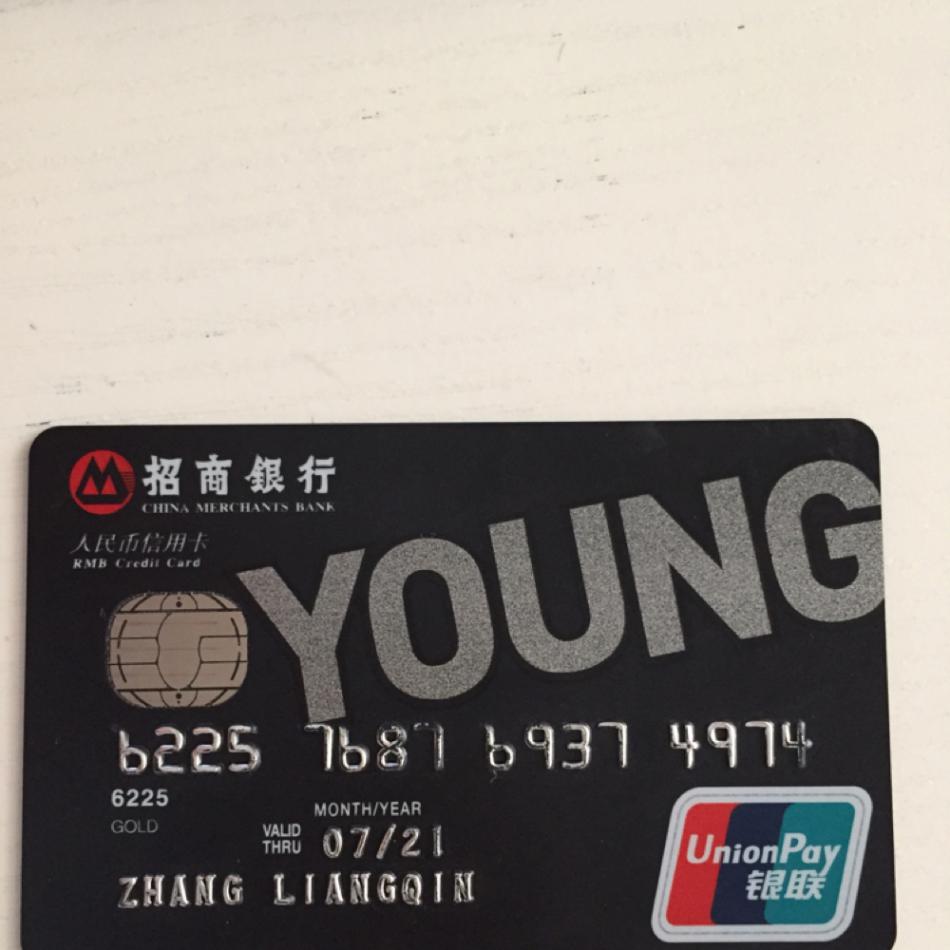 招商銀行
CHINA MERCHANTS BANK
人民币信用卡
RMB Credit Card
YOUNG
6225 7687 6937 4974
6225
GOLD
MONTH/YEAR
VALID THRU 07/21
ZHANG LIANGQIN
UnionPay
银联